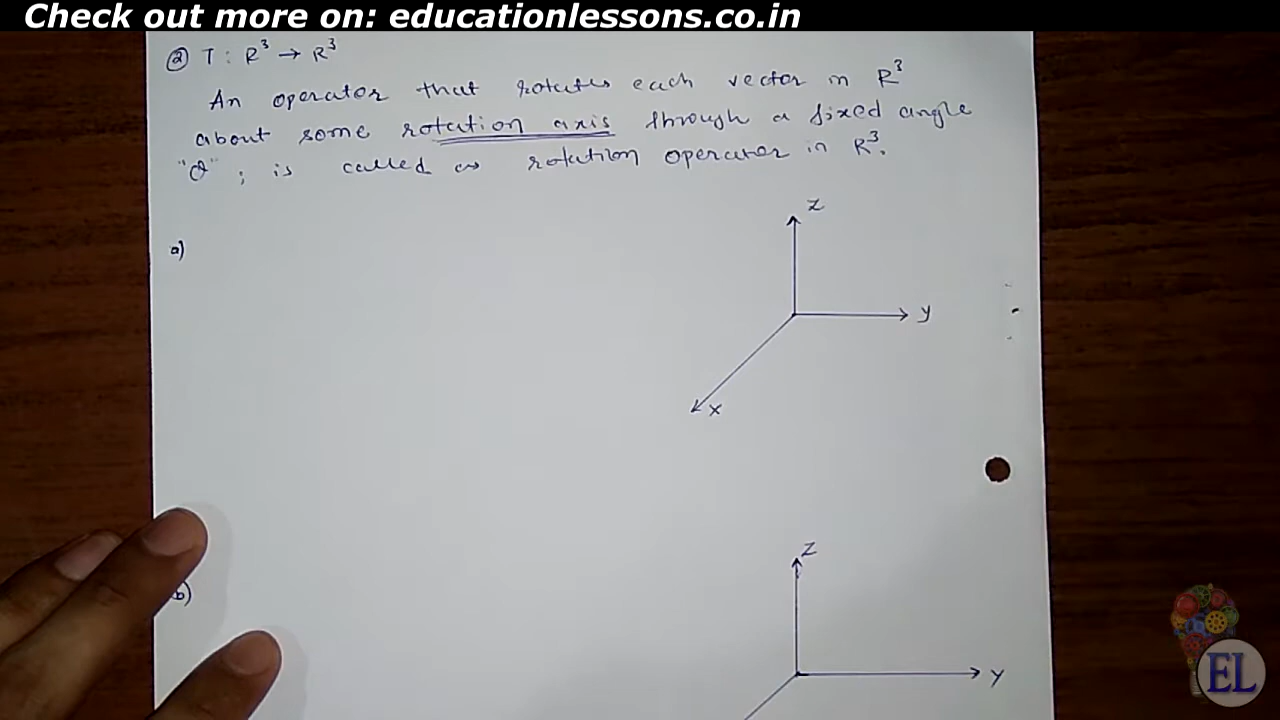 Check out more on: educationlessons.co.in
② T : R³ → R³
An operator that rotates each vector in R³
about some rotation axis through a fixed angle
"θ" ; is called as rotation operator in R³.
z
a)
y
x
z
b)
y
EL